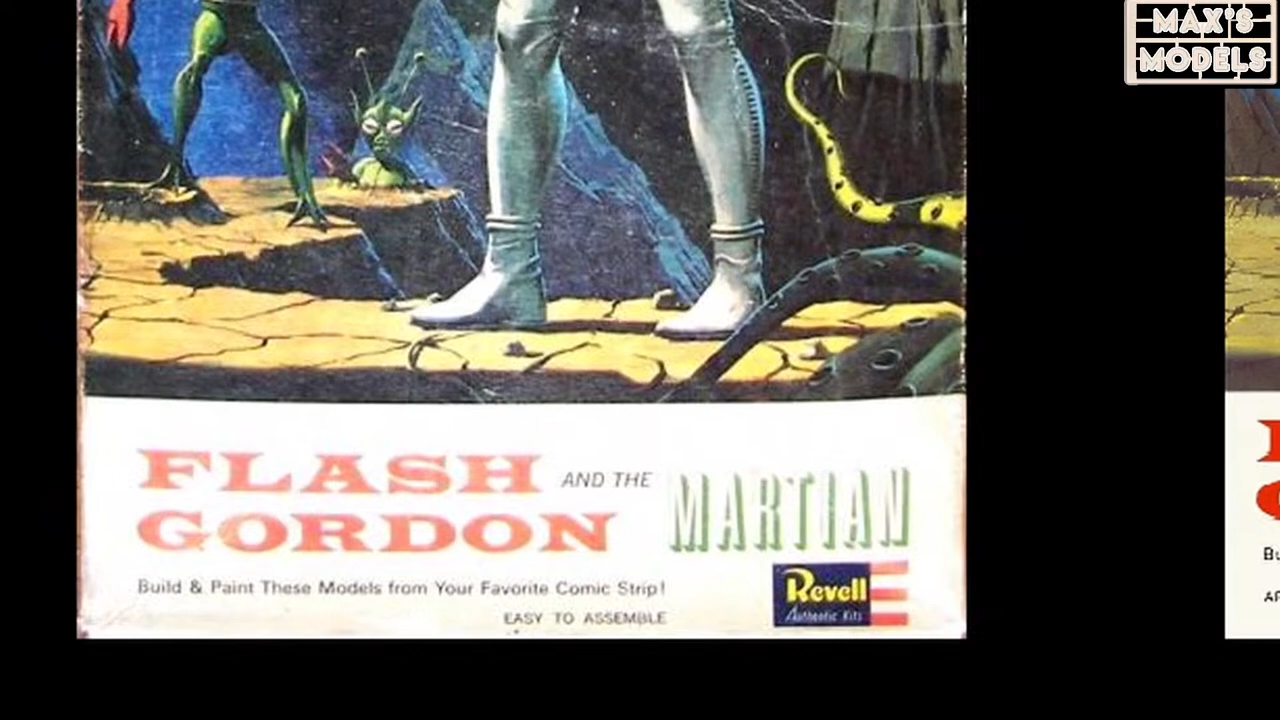 MAX'S
MODELS
FLASH
GORDON
AND THE
MARTIAN
Build & Paint These Models from Your Favorite Comic Strip!
EASY TO ASSEMBLE
Revell
Authentic Kits